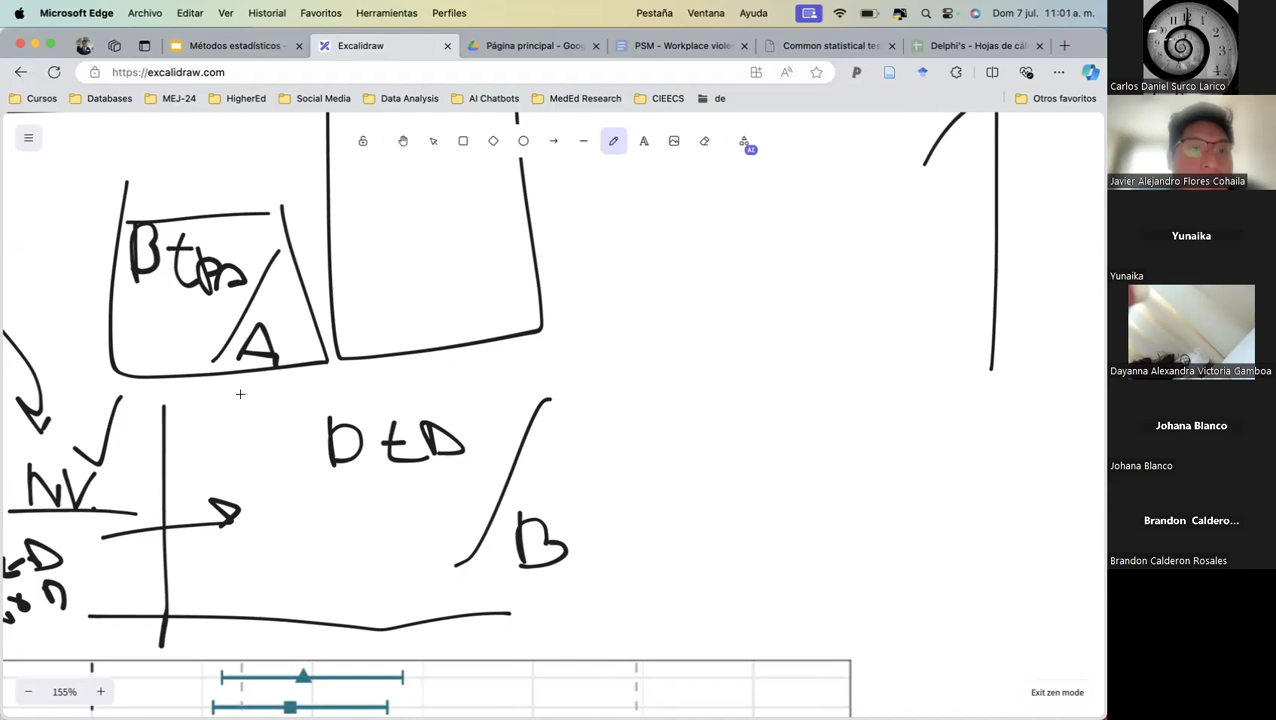 Microsoft Edge Archivo Editar Ver Historial Favoritos Herramientas Perfiles Pestaña Ventana Ayuda Dom 7 jul. 11:01 a. m.
Métodos estadísticos - Excalidraw Página principal - Goog PSM - Workplace violer Common statistical tes Delphi's - Hojas de cál
https://excalidraw.com
Cursos Databases MEJ-24 HigherEd Social Media Data Analysis AI Chatbots MedEd Research CIEECS de Otros favoritos
AI
A
NV
DtD
B
155%
Exit zen mode
Carlos Daniel Surco Larico
Javier Alejandro Flores Cohaila
Yunaika
Yunaika
Dayanna Alexandra Victoria Gamboa
Johana Blanco
Johana Blanco
Brandon Caldero...
Brandon Calderon Rosales